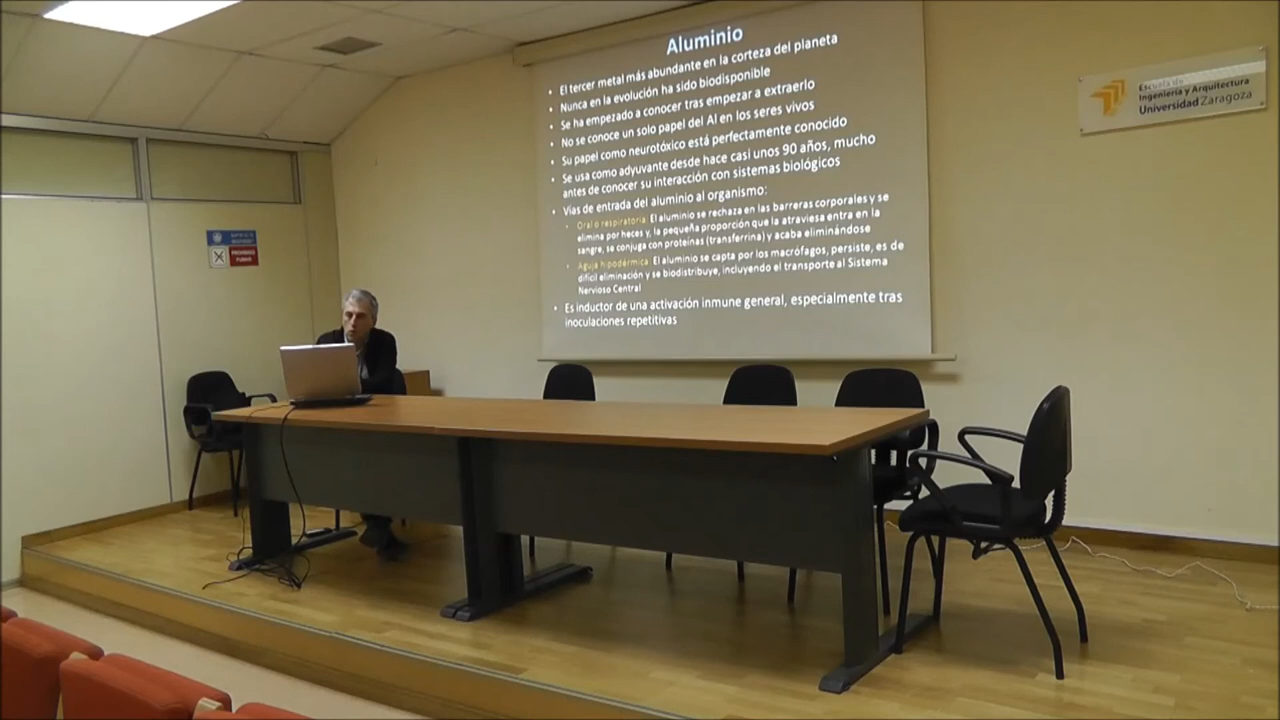 Aluminio
• El tercer metal más abundante en la corteza del planeta
• Nunca en la evolución ha sido biodisponible
• Se ha empezado a conocer tras empezar a extraerlo
• No se conoce un solo papel del Al en los seres vivos
• Su papel como neurotóxico está perfectamente conocido
• Se usa como adyuvante desde hace casi unos 90 años, mucho
antes de conocer su interacción con sistemas biológicos
• Vías de entrada del aluminio al organismo:
• Oral o respiratoria: El aluminio se rechaza en las barreras corporales y se
elimina por heces y, la pequeña proporción que la atraviesa entra en la
sangre, se conjuga con proteínas (transferrina) y acaba eliminándose
• Aguja hipodérmica: El aluminio se capta por los macrófagos, persiste, es de
difícil eliminación y se biodistribuye, incluyendo el transporte al Sistema
Nervioso Central
• Es inductor de una activación inmune general, especialmente tras
inoculaciones repetitivas
Escuela de
Ingeniería y Arquitectura
Universidad Zaragoza
PROHIBIDO
FUMAR